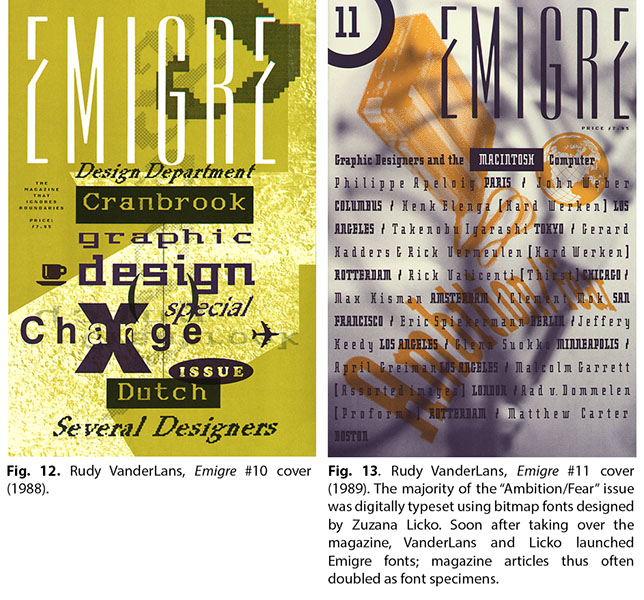 EMIGRE
Design Department
THE
MAGAZINE
THAT
IGNORES
BOUNDARIES
PRICE:
$7.95
Cranbrook
graphic
design
special
Change
X
ISSUE
Dutch
Several Designers
Fig. 12. Rudy VanderLans, Emigre #10 cover
(1988).
11
EMIGRE
PRICE $7.95
Graphic Designers and the MACINTOSH Computer
Philippe Apeloig PARIS / John Weber
COLUMBUS / Henk Elenga [Hard Werken] LOS
ANGELES / Takenobu Igarashi TOKYO / Gerard
Hadders & Rick Vermeulen [Hard Werken]
ROTTERDAM / Rick Valicenti [Thirst] CHICAGO /
Max Kisman AMSTERDAM / Clement Mok SAN
FRANCISCO / Eric Spiekermann BERLIN / Jeffery
Keedy LOS ANGELES / Glenn Suokko MINNEAPOLIS /
April Greiman LOS ANGELES / Malcolm Garrett
[Assorted images] LONDON / Aad v. Dommelen
[Proforma] ROTTERDAM / Matthew Carter
BOSTON
Fig. 13. Rudy VanderLans, Emigre #11 cover
(1989). The majority of the “Ambition/Fear” issue
was digitally typeset using bitmap fonts designed
by Zuzana Licko. Soon after taking over the
magazine, VanderLans and Licko launched
Emigre fonts; magazine articles thus often
doubled as font specimens.